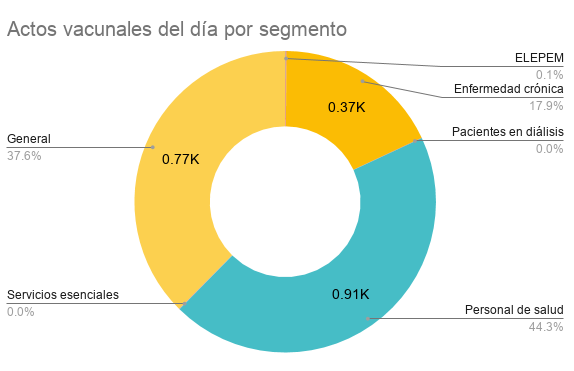 Actos vacunales del día por segmento
ELEPEM
0.1%
Enfermedad crónica
17.9%
0.37K
Pacientes en diálisis
0.0%
General
37.6%
0.77K
Servicios esenciales
0.0%
0.91K
Personal de salud
44.3%